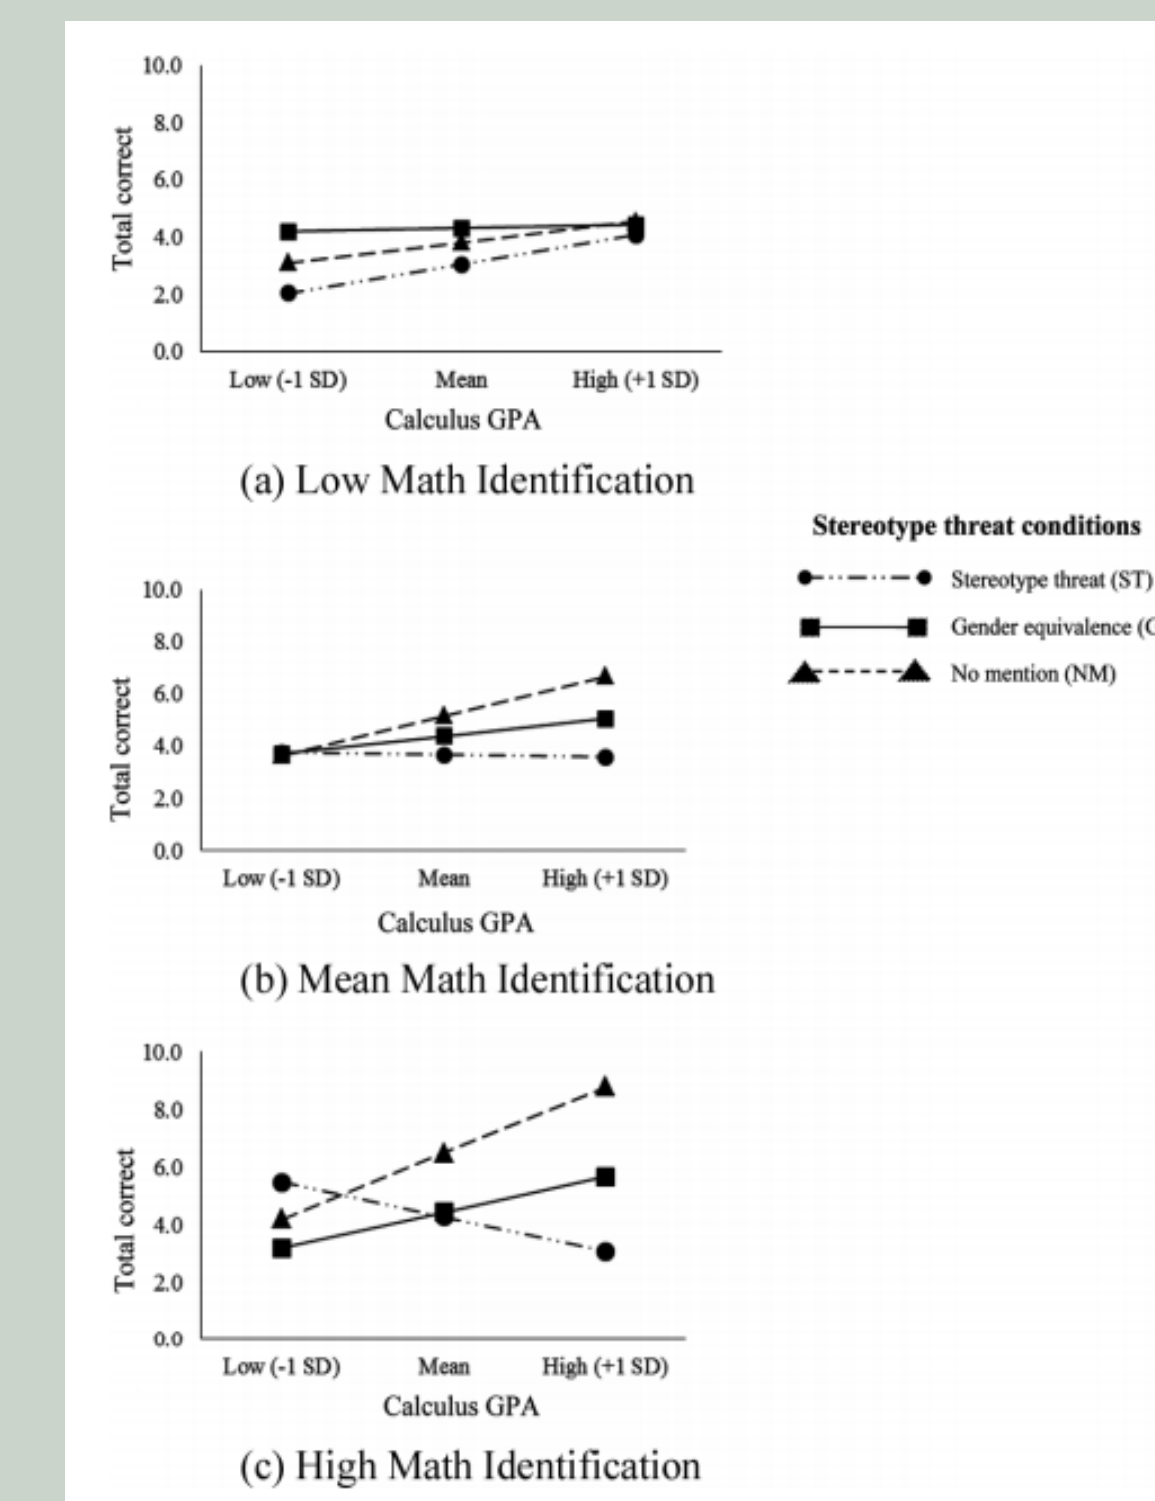 10.0
8.0
6.0
4.0
2.0
0.0
Total correct
Low (-1 SD) Mean High (+1 SD)
Calculus GPA
(a) Low Math Identification
Stereotype threat conditions
Stereotype threat (ST)
Gender equivalence (
No mention (NM)
10.0
8.0
6.0
4.0
2.0
0.0
Total correct
Low (-1 SD) Mean High (+1 SD)
Calculus GPA
(b) Mean Math Identification
10.0
8.0
6.0
4.0
2.0
0.0
Total correct
Low (-1 SD) Mean High (+1 SD)
Calculus GPA
(c) High Math Identification